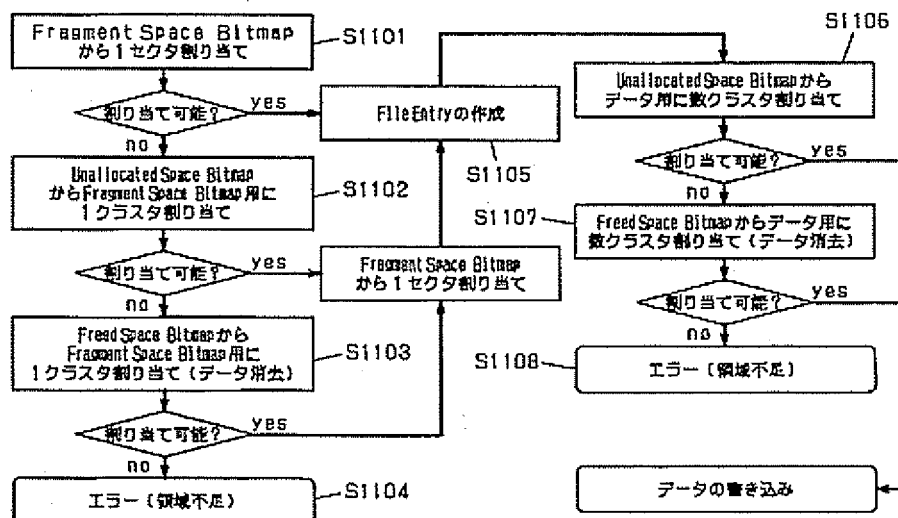 Fragment Space Bitmap
から1セクタ割り当て
S1101
割り当て可能?
yes
no
Unallocated Space Bitmap
からFragment Space Bitmap用に
1クラスタ割り当て
S1102
割り当て可能?
yes
no
Freed Space Bitmapから
Fragment Space Bitmap用に
1クラスタ割り当て(データ消去)
S1103
割り当て可能?
yes
no
エラー(領域不足)
S1104
FileEntryの作成
S1105
Fragment Space Bitmap
から1セクタ割り当て
S1106
Unallocated Space Bitmapから
データ用に数クラスタ割り当て
割り当て可能?
yes
no
S1107
Freed Space Bitmapからデータ用に
数クラスタ割り当て(データ消去)
割り当て可能?
yes
no
S1108
エラー(領域不足)
データの書き込み